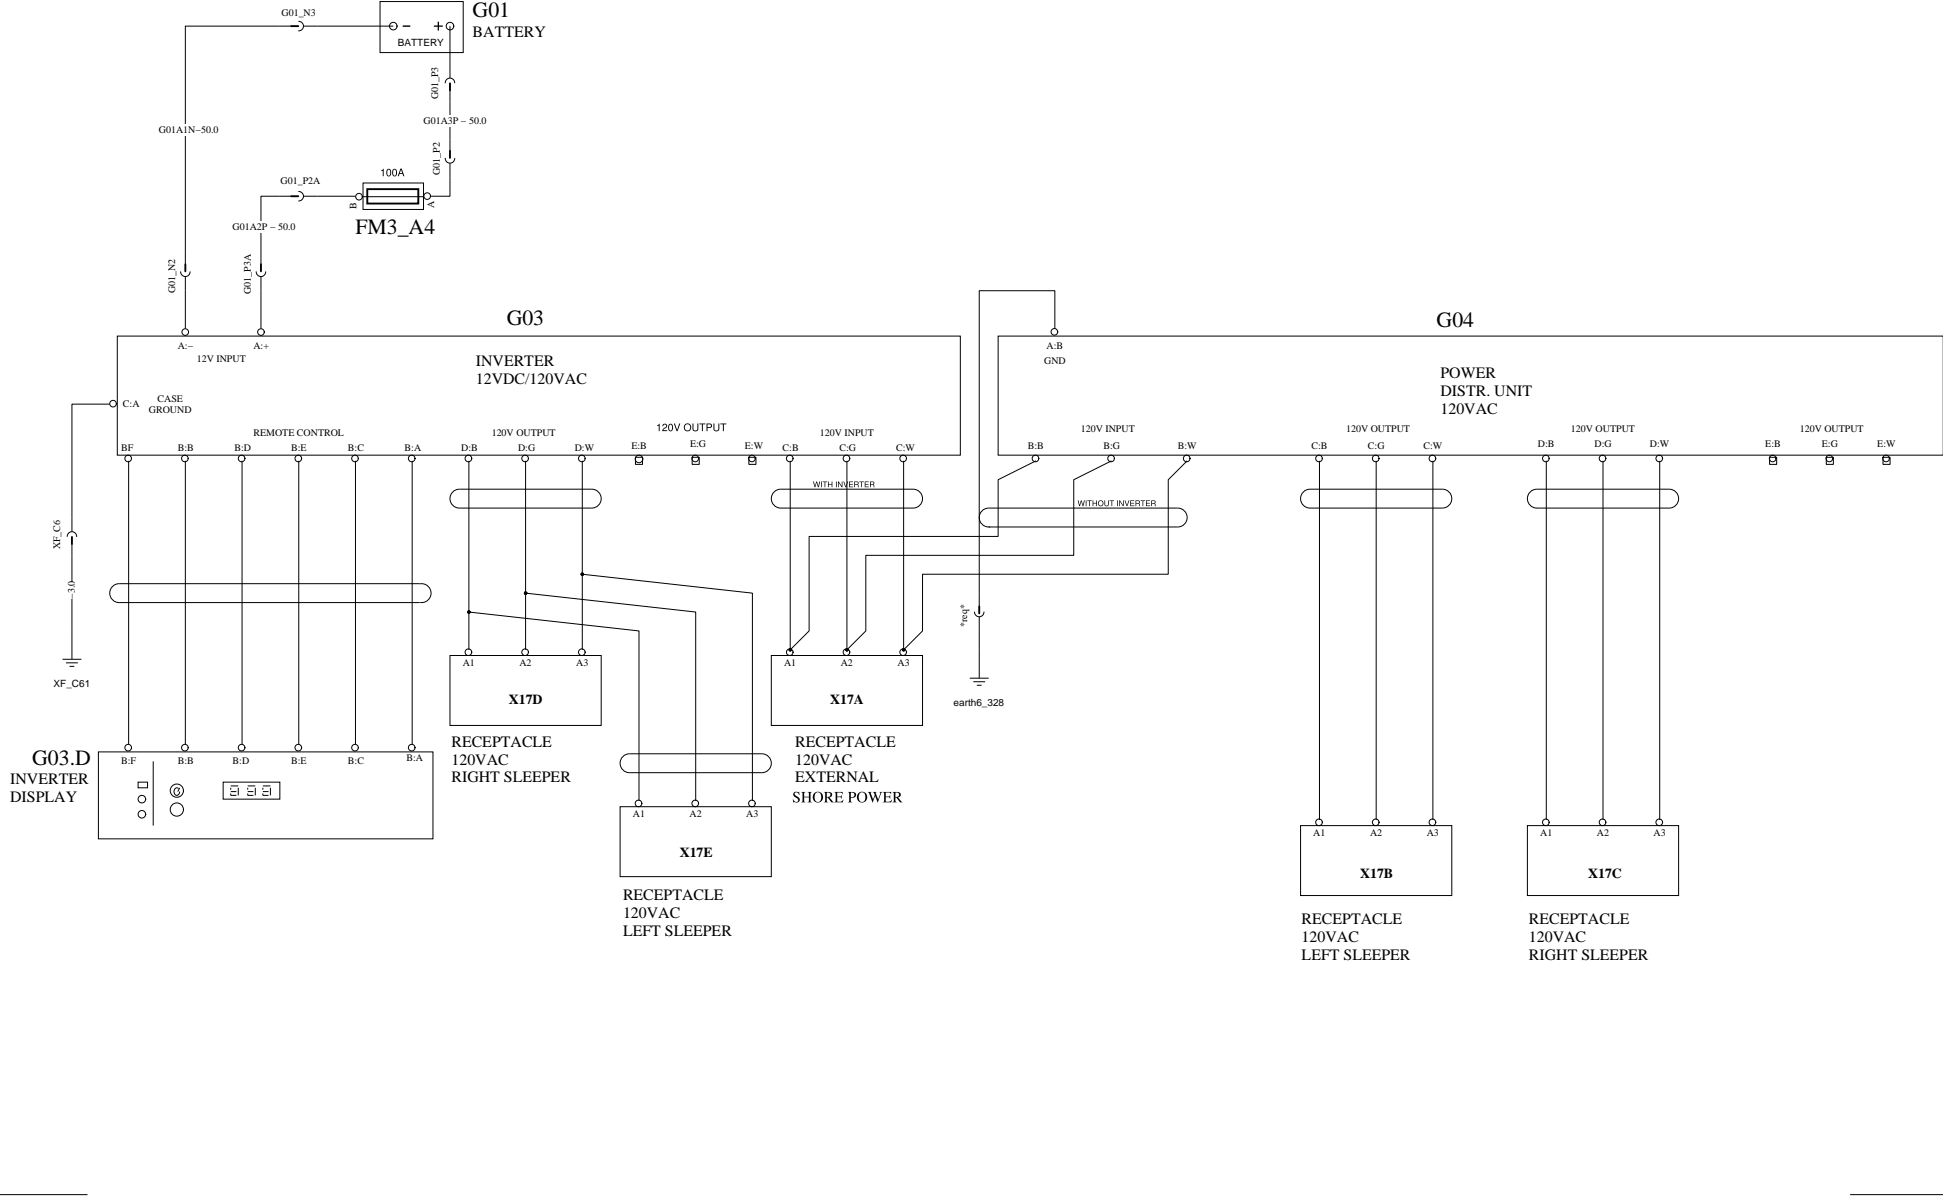 G01_N3
G01
BATTERY
− +
BATTERY
G01_P3
G01A1N−50.0
G01A3P − 50.0
G01_P2
100A
G01_P2A
B
A
FM3_A4
G01A2P − 50.0
G01_N2
G01_P3A
G03
G04
A:−
A:+
12V INPUT
INVERTER
12VDC/120VAC
A:B
GND
POWER
DISTR. UNIT
120VAC
C:A
CASE
GROUND
REMOTE CONTROL
120V OUTPUT
120V OUTPUT
120V INPUT
BF B:B B:D B:E B:C B:A
D:B D:G D:W
E:B E:G E:W
C:B C:G C:W
120V INPUT
120V OUTPUT
120V OUTPUT
120V OUTPUT
B:B B:G B:W
C:B C:G C:W
D:B D:G D:W
E:B E:G E:W
WITH INVERTER
WITHOUT INVERTER
XF_C6
−3.0
XF_C61
*req*
earth6_328
A1 A2 A3
X17D
RECEPTACLE
120VAC
RIGHT SLEEPER
A1 A2 A3
X17A
RECEPTACLE
120VAC
EXTERNAL
SHORE POWER
G03.D
INVERTER
DISPLAY
B:F B:B B:D B:E B:C B:A
A1 A2 A3
X17E
RECEPTACLE
120VAC
LEFT SLEEPER
A1 A2 A3
X17B
RECEPTACLE
120VAC
LEFT SLEEPER
A1 A2 A3
X17C
RECEPTACLE
120VAC
RIGHT SLEEPER